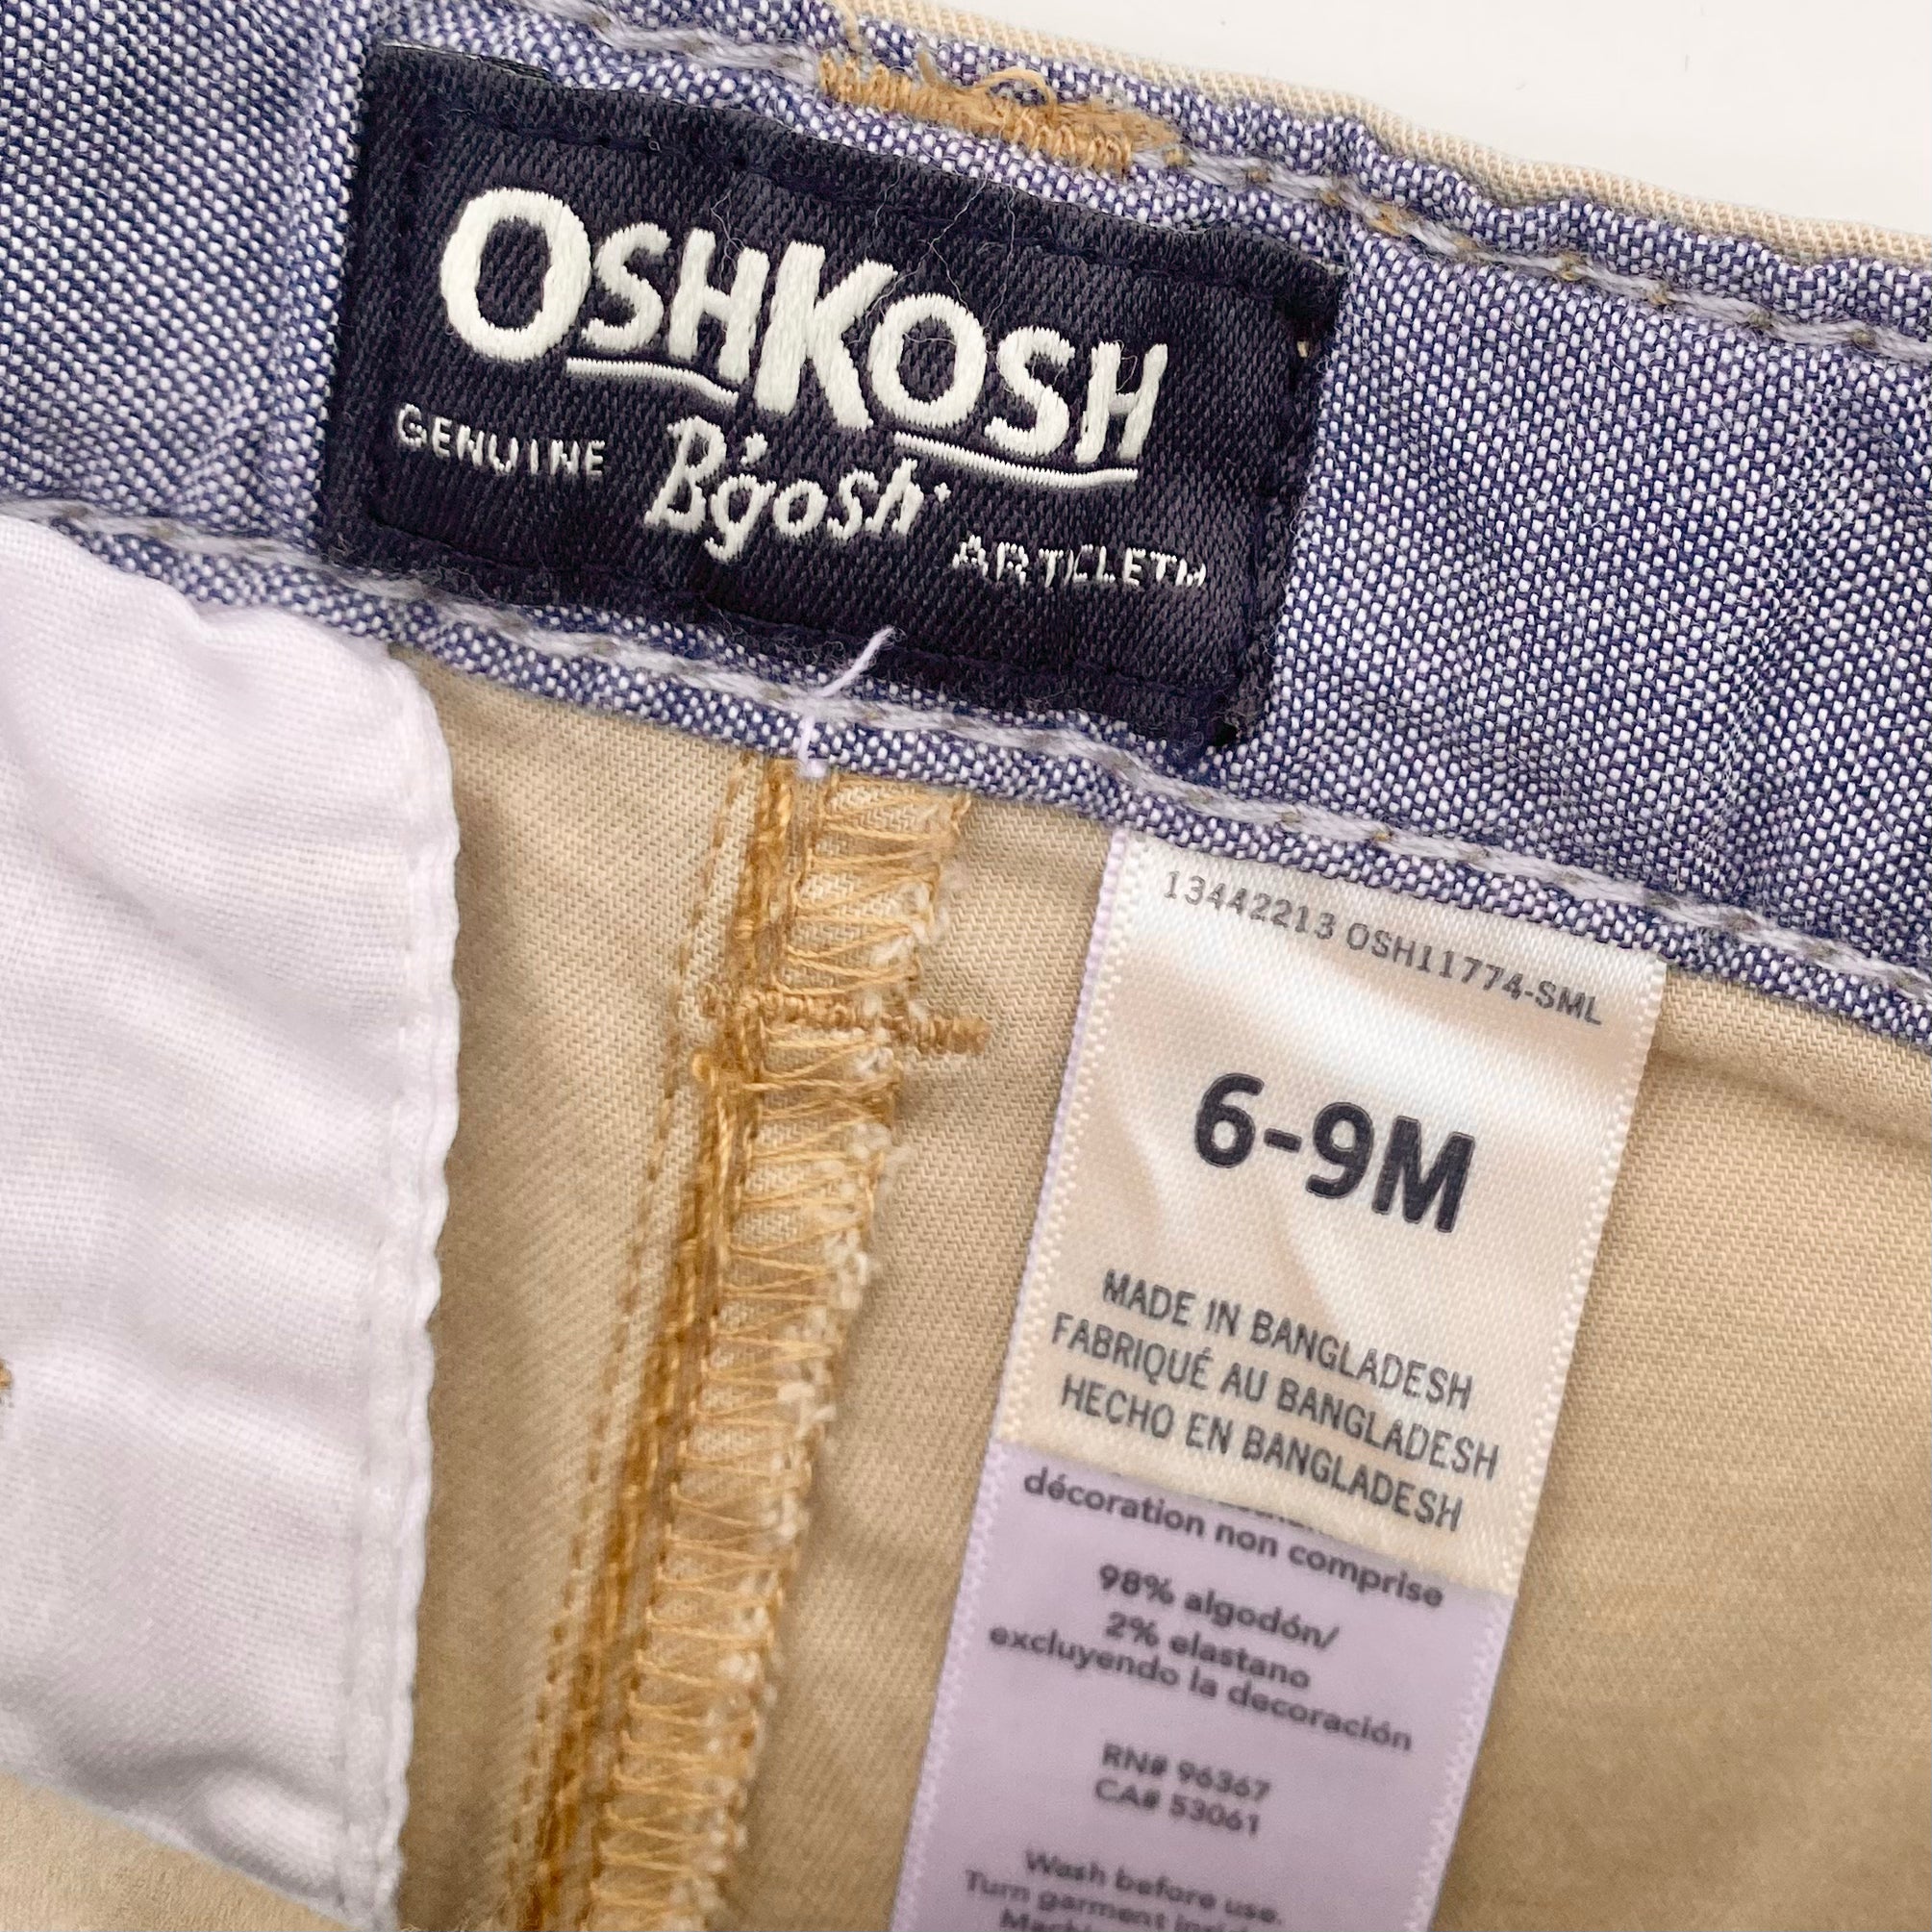 OSHKOSH
GENUINE B'gosh ARTICLE™
13442213 OSH11774-SML
6-9M
MADE IN BANGLADESH
FABRIQUÉ AU BANGLADESH
HECHO EN BANGLADESH
décoration non comprise
98% algodón/
2% elastano
excluyendo la decoración
RN# 96367
CA# 53061
Wash before use.
Turn garment